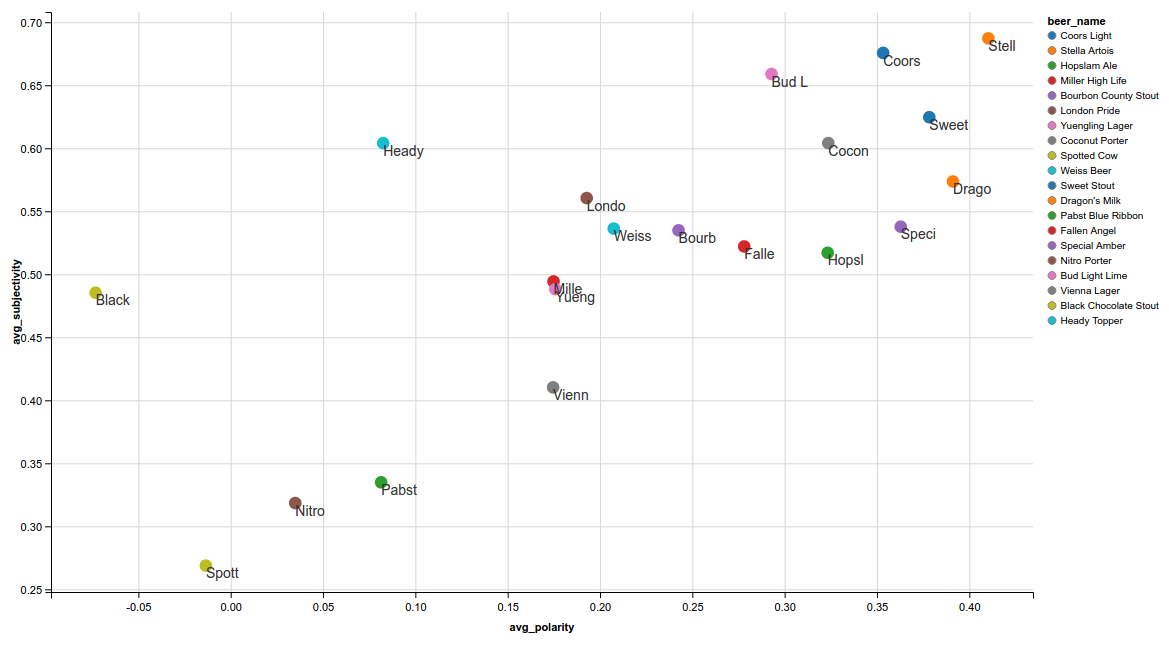 0.70
0.65
0.60
0.55
0.50
0.45
0.40
0.35
0.30
0.25
avg_subjectivity
Stell
Coors
Bud L
Sweet
Heady
Cocon
Drago
Londo
Weiss
Bourb
Speci
Falle
Hopsl
Mille
Yueng
Black
Vienn
Pabst
Nitro
Spott
-0.05 0.00 0.05 0.10 0.15 0.20 0.25 0.30 0.35 0.40
avg_polarity
beer_name
Coors Light
Stella Artois
Hopslam Ale
Miller High Life
Bourbon County Stout
London Pride
Yuengling Lager
Coconut Porter
Spotted Cow
Weiss Beer
Sweet Stout
Dragon's Milk
Pabst Blue Ribbon
Fallen Angel
Special Amber
Nitro Porter
Bud Light Lime
Vienna Lager
Black Chocolate Stout
Heady Topper